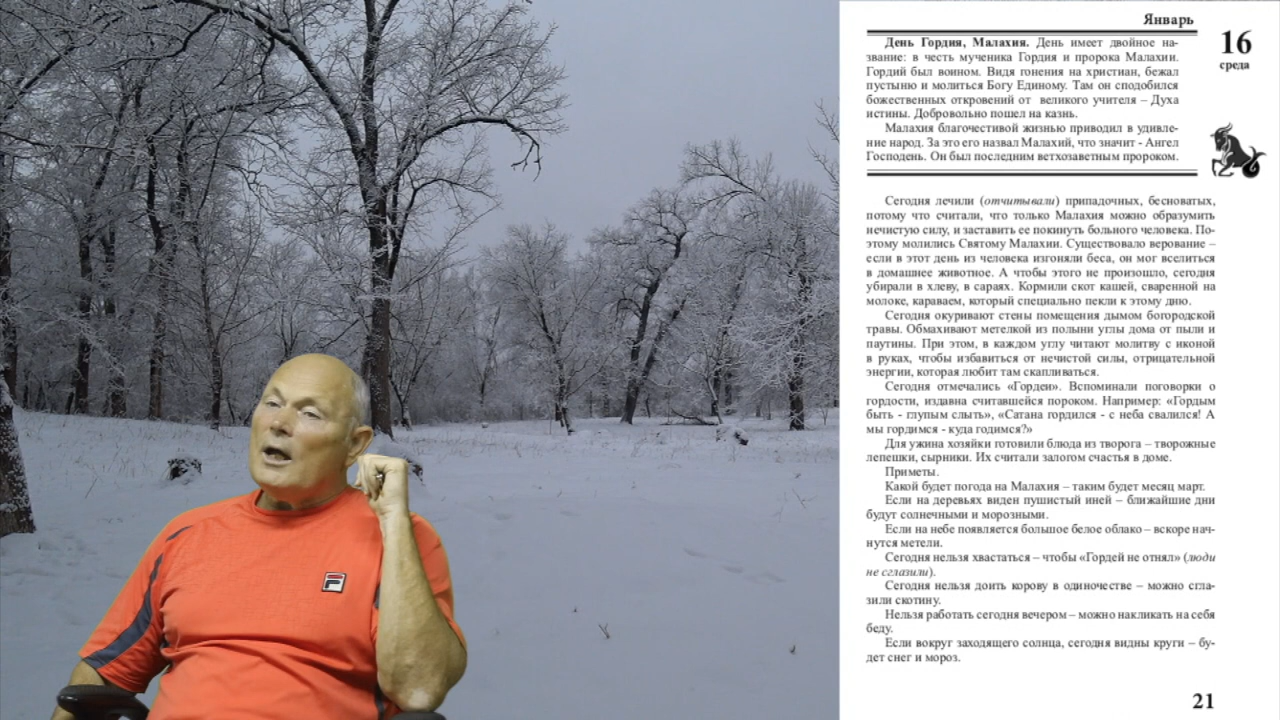 Январь
16
среда
День Гордия, Малахия. День имеет двойное на-
звание: в честь мученика Гордия и пророка Малахии.
Гордий был воином. Видя гонения на христиан, бежал
пустыню и молиться Богу Единому. Там он сподобился
божественных откровений от великого учителя – Духа
истины. Добровольно пошел на казнь.
Малахия благочестивой жизнью приводил в удивле-
ние народ. За это его назвал Малахий, что значит - Ангел
Господень. Он был последним ветхозаветным пророком.
Сегодня лечили (отчитывали) припадочных, бесноватых,
потому что считали, что только Малахия можно образумить
нечистую силу, и заставить ее покинуть больного человека. По-
этому молились Святому Малахии. Существовало верование –
если в этот день из человека изгоняли беса, он мог вселиться
в домашнее животное. А чтобы этого не произошло, сегодня
убирали в хлеву, в сараях. Кормили скот кашей, сваренной на
молоке, караваем, который специально пекли к этому дню.
Сегодня окуривают стены помещения дымом богородской
травы. Обмахивают метелкой из полыни углы дома от пыли и
паутины. При этом, в каждом углу читают молитву с иконой
в руках, чтобы избавиться от нечистой силы, отрицательной
энергии, которая любит там скапливаться.
Сегодня отмечались «Гордеи». Вспоминали поговорки о
гордости, издавна считавшейся пороком. Например: «Гордым
быть - глупым слыть», «Сатана гордился - с неба свалился! А
мы гордимся - куда годимся?»
Для ужина хозяйки готовили блюда из творога – творожные
лепешки, сырники. Их считали залогом счастья в доме.
Приметы.
Какой будет погода на Малахия – таким будет месяц март.
Если на деревьях виден пушистый иней – ближайшие дни
будут солнечными и морозными.
Если на небе появляется большое белое облако – вскоре нач-
нутся метели.
Сегодня нельзя хвастаться – чтобы «Гордей не отнял» (люди
не сглазили).
Сегодня нельзя доить корову в одиночестве – можно сгла-
зили скотину.
Нельзя работать сегодня вечером – можно накликать на себя
беду.
Если вокруг заходящего солнца, сегодня видны круги – бу-
дет снег и мороз.
21